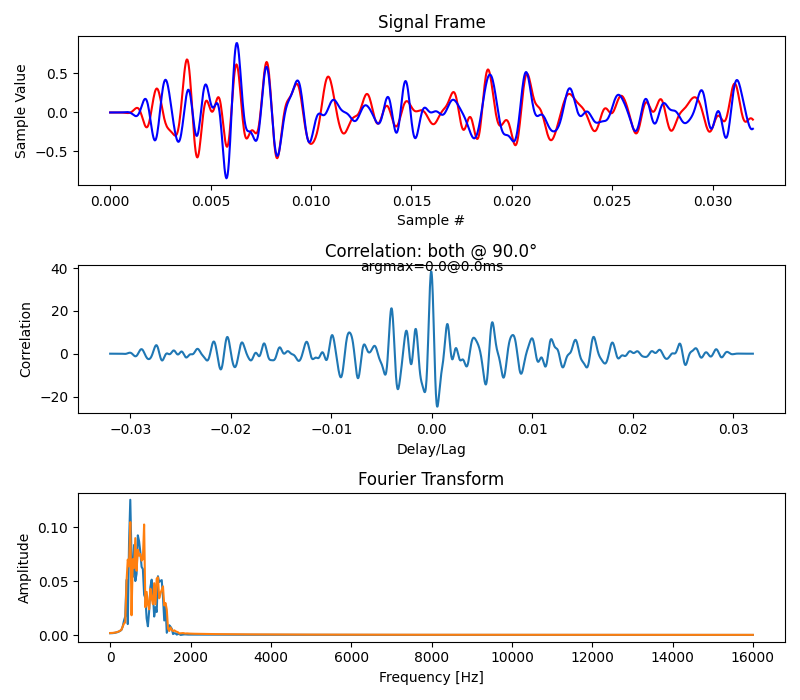 Signal Frame
Sample Value
0.5
0.0
−0.5
0.000 0.005 0.010 0.015 0.020 0.025 0.030
Sample #
Correlation: both @ 90.0°
argmax=0.0@0.0ms
Correlation
40
20
0
−20
−0.03 −0.02 −0.01 0.00 0.01 0.02 0.03
Delay/Lag
Fourier Transform
Amplitude
0.10
0.05
0.00
0 2000 4000 6000 8000 10000 12000 14000 16000
Frequency [Hz]